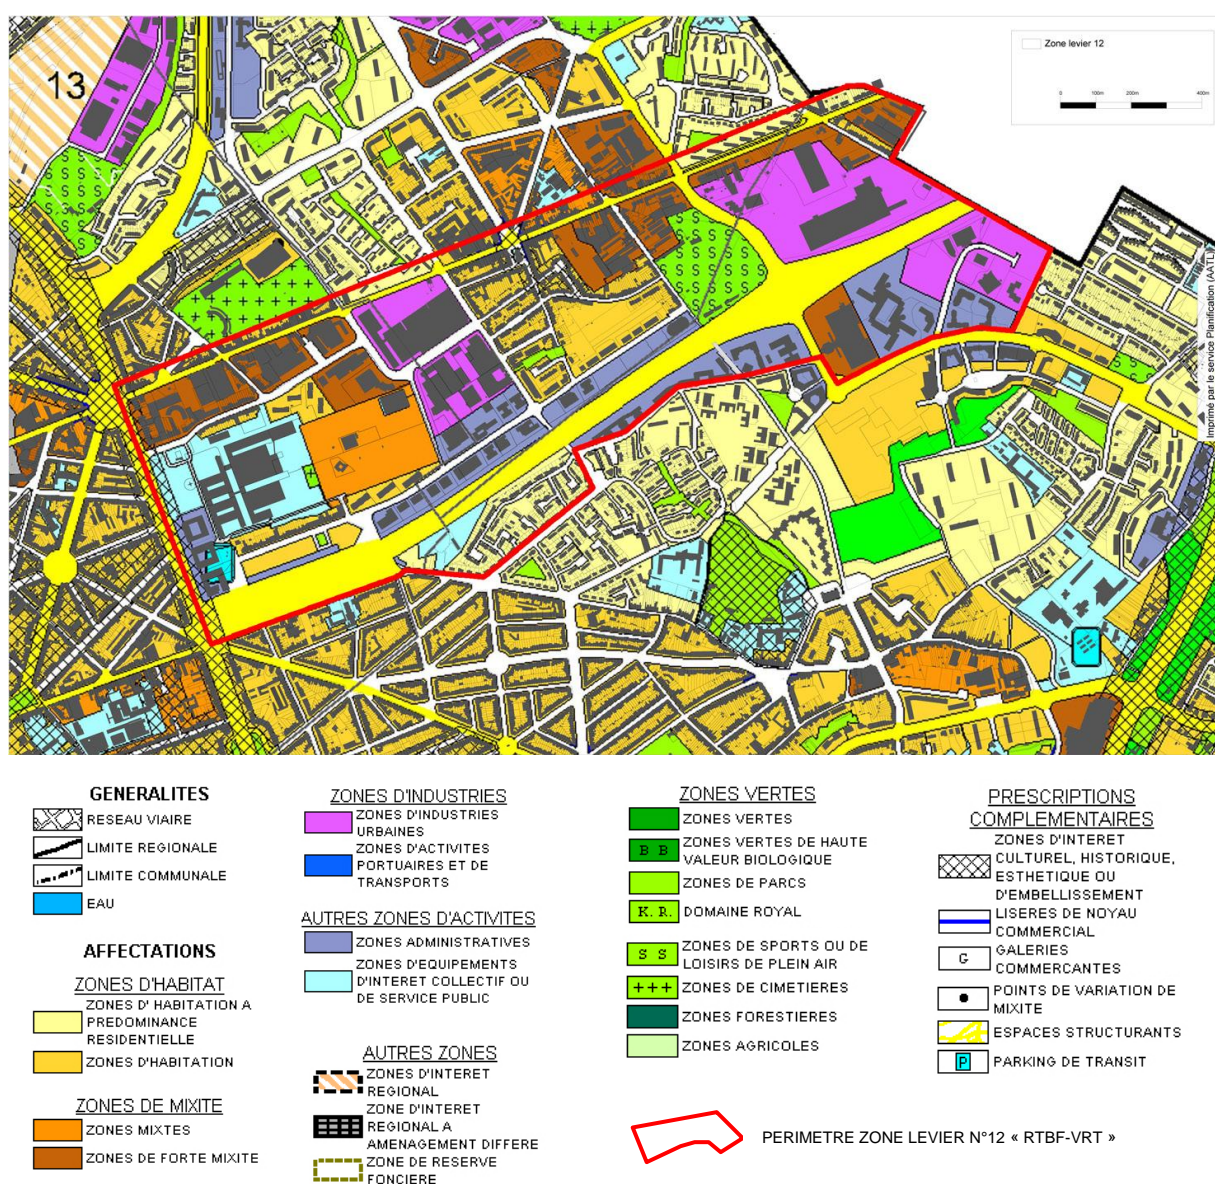 13
Zone levier 12
0 100m 200m 400m
Imprimé par le service Planification (AATL)
GENERALITES
RESEAU VIAIRE
LIMITE REGIONALE
LIMITE COMMUNALE
EAU
AFFECTATIONS
ZONES D'HABITAT
ZONES D' HABITATION A
PREDOMINANCE
RESIDENTIELLE
ZONES D'HABITATION
ZONES DE MIXITE
ZONES MIXTES
ZONES DE FORTE MIXITE
ZONES D'INDUSTRIES
ZONES D'INDUSTRIES
URBAINES
ZONES D'ACTIVITES
PORTUAIRES ET DE
TRANSPORTS
AUTRES ZONES D'ACTIVITES
ZONES ADMINISTRATIVES
ZONES D'EQUIPEMENTS
D'INTERET COLLECTIF OU
DE SERVICE PUBLIC
AUTRES ZONES
ZONES D'INTERET
REGIONAL
ZONE D'INTERET
REGIONAL A
AMENAGEMENT DIFFERE
ZONE DE RESERVE
FONCIERE
ZONES VERTES
ZONES VERTES
B B ZONES VERTES DE HAUTE
VALEUR BIOLOGIQUE
ZONES DE PARCS
K. R. DOMAINE ROYAL
S S ZONES DE SPORTS OU DE
LOISIRS DE PLEIN AIR
+++ ZONES DE CIMETIERES
ZONES FORESTIERES
ZONES AGRICOLES
PRESCRIPTIONS
COMPLEMENTAIRES
ZONES D'INTERET
CULTUREL, HISTORIQUE,
ESTHETIQUE OU
D'EMBELLISSEMENT
LISERES DE NOYAU
COMMERCIAL
G GALERIES
COMMERCANTES
POINTS DE VARIATION DE
MIXITE
ESPACES STRUCTURANTS
P PARKING DE TRANSIT
PERIMETRE ZONE LEVIER N°12 « RTBF-VRT »